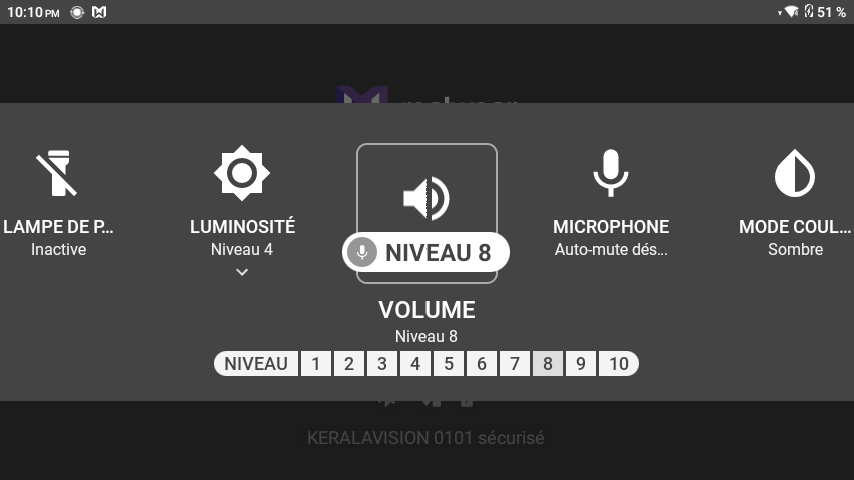 10:10 PM
51 %
LAMPE DE P...
Inactive
LUMINOSITÉ
Niveau 4
NIVEAU 8
MICROPHONE
Auto-mute dés...
MODE COUL...
Sombre
VOLUME
Niveau 8
NIVEAU 1 2 3 4 5 6 7 8 9 10
KERALAVISION 0101 sécurisé